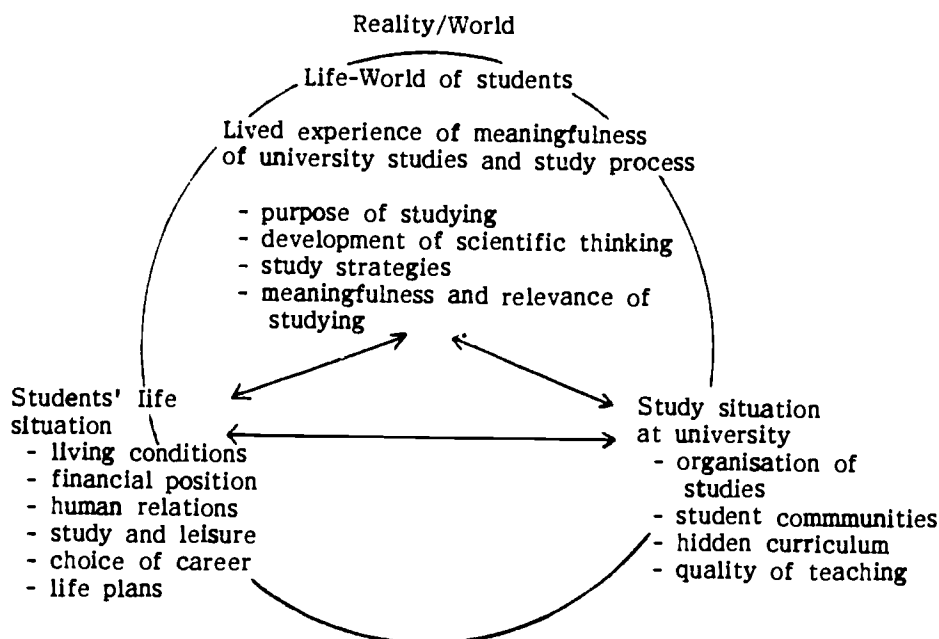 Reality/World
Life-World of students
Lived experience of meaningfulness
of university studies and study process
- purpose of studying
- development of scientific thinking
- study strategies
- meaningfulness and relevance of
studying
Students' life
situation
- living conditions
- financial position
- human relations
- study and leisure
- choice of career
- life plans
Study situation
at university
- organisation of
studies
- student commmunities
- hidden curriculum
- quality of teaching